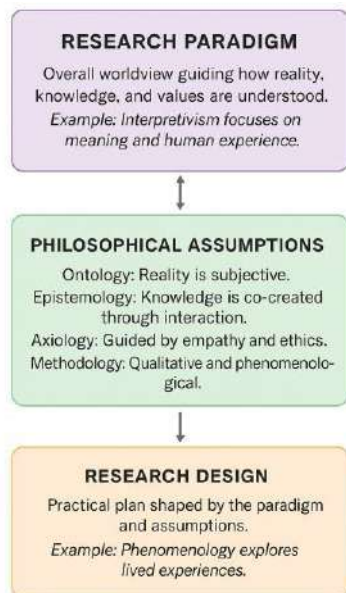 RESEARCH PARADIGM
Overall worldview guiding how reality,
knowledge, and values are understood.
Example: Interpretivism focuses on
meaning and human experience.
PHILOSOPHICAL ASSUMPTIONS
Ontology: Reality is subjective.
Epistemology: Knowledge is co-created
through interaction.
Axiology: Guided by empathy and ethics.
Methodology: Qualitative and phenomenolo-
gical.
RESEARCH DESIGN
Practical plan shaped by the paradigm
and assumptions.
Example: Phenomenology explores
lived experiences.